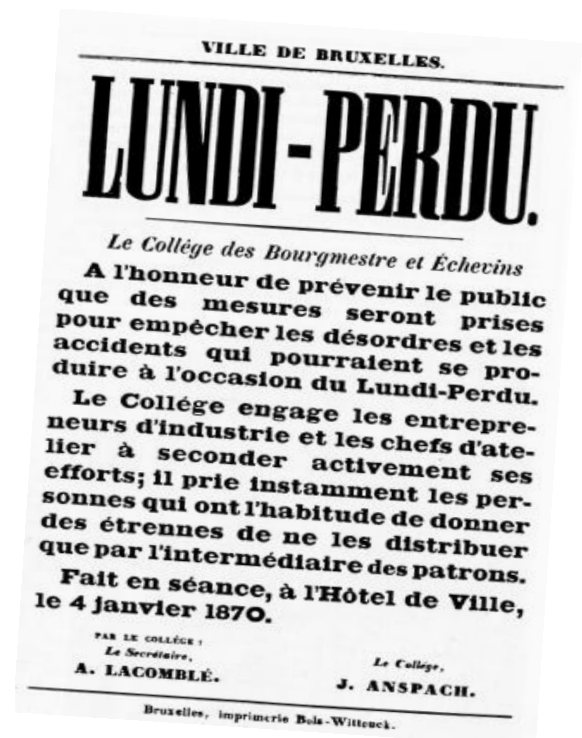 VILLE DE BRUXELLES.
LUNDI-PERDU.
Le Collége des Bourgmestre et Échevins
A l'honneur de prévenir le public
que des mesures seront prises
pour empêcher les désordres et les
accidents qui pourraient se pro-
duire à l'occasion du Lundi-Perdu.
Le Collége engage les entrepre-
neurs d'industrie et les chefs d'ate-
lier à seconder activement ses
efforts; il prie instamment les per-
sonnes qui ont l'habitude de donner
des étrennes de ne les distribuer
que par l'intermédiaire des patrons.
Fait en séance, à l'Hôtel de Ville,
le 4 janvier 1870.
PAR LE COLLÉGE :
Le Secrétaire,
A. LACOMBLÉ.
Le Collége,
J. ANSPACH.
Bruxelles, imprimerie Bols-Wittouck.